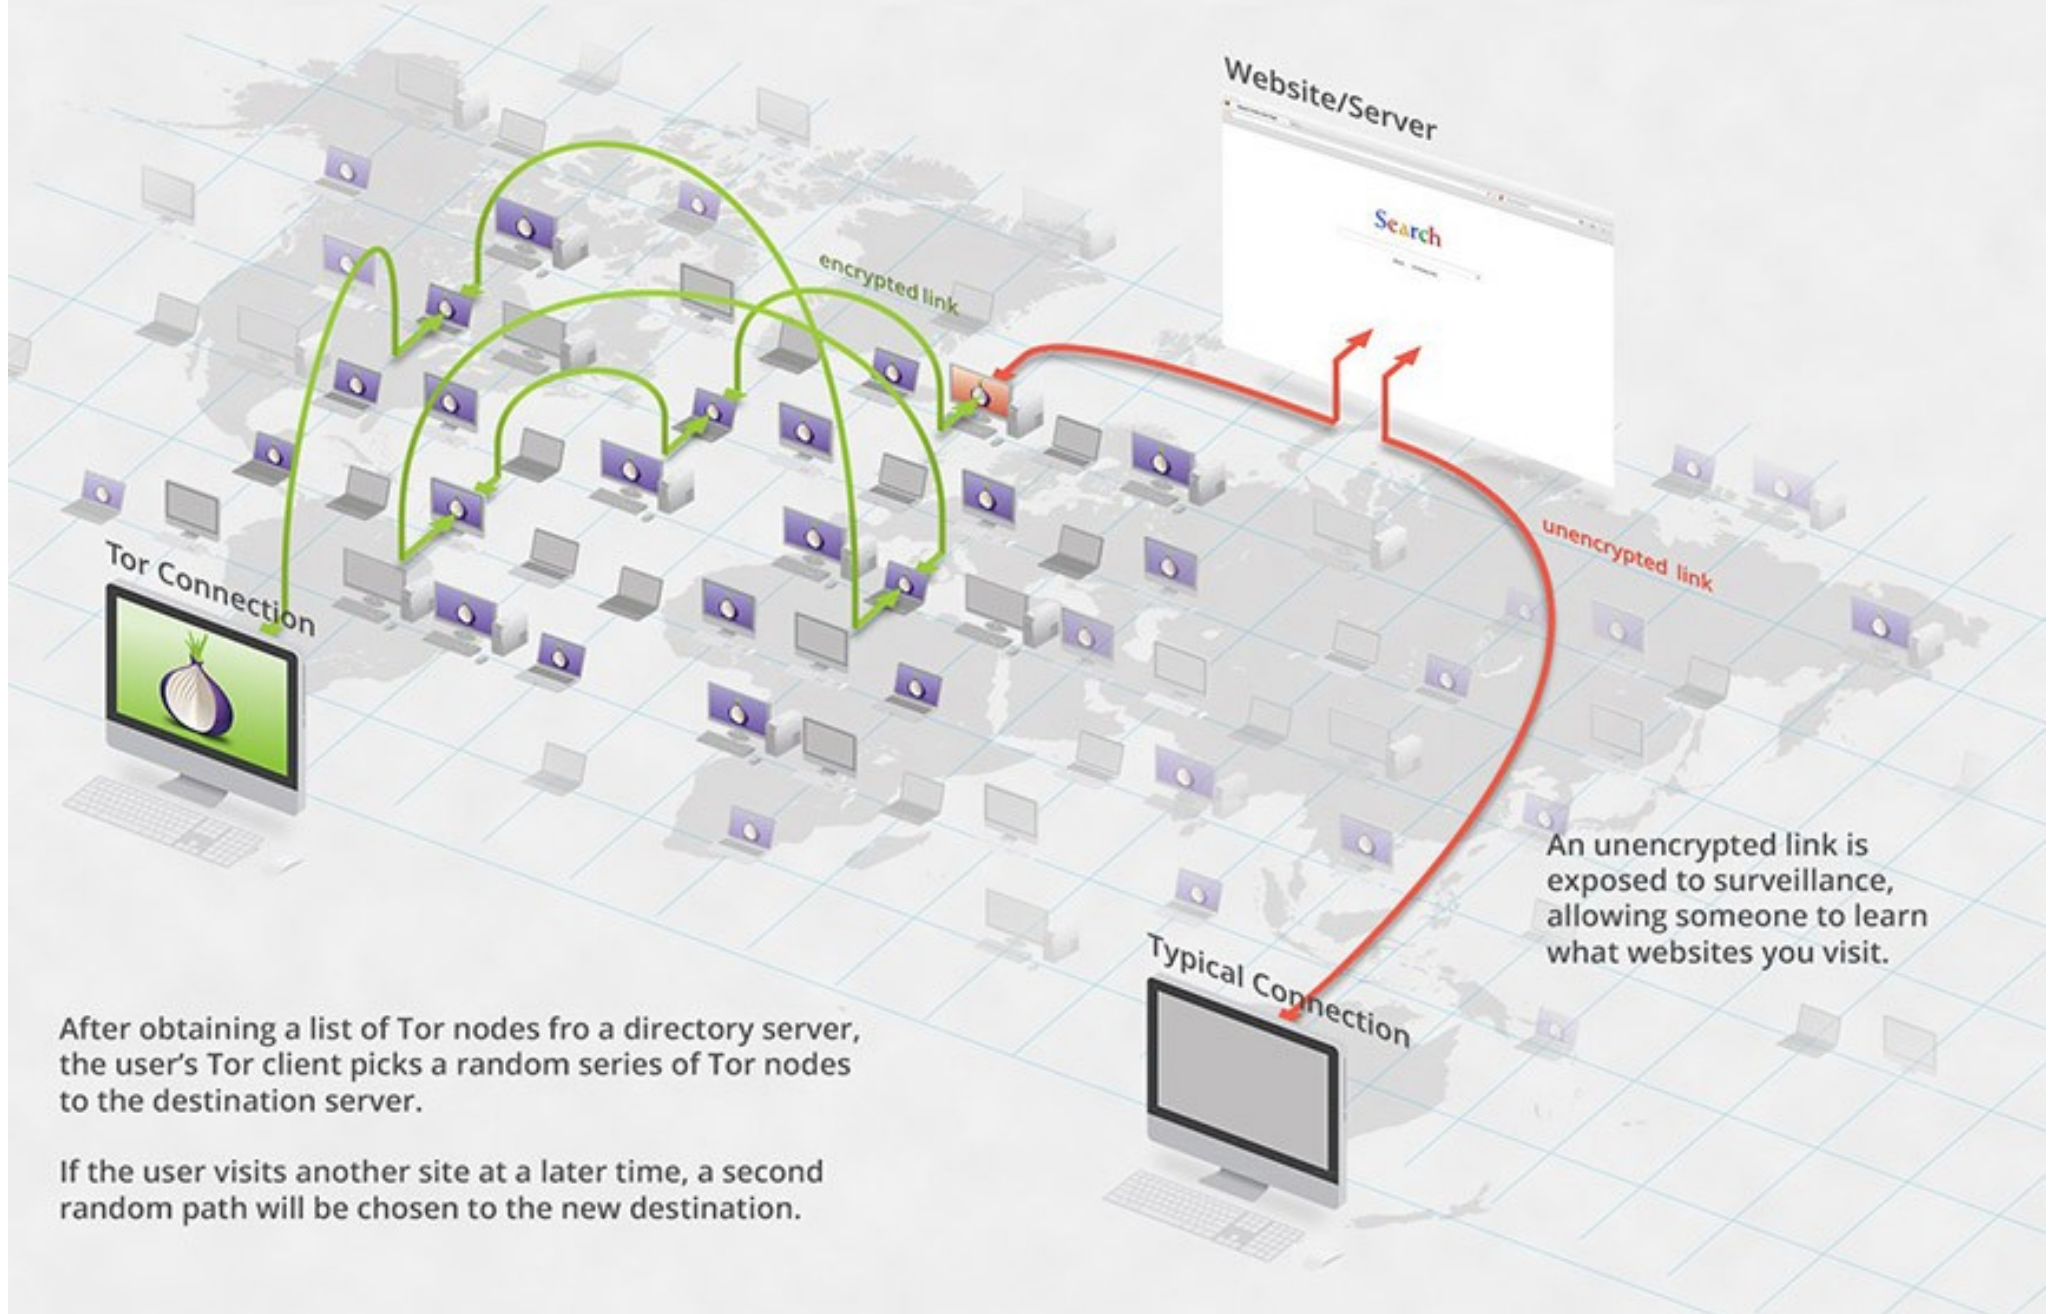 Website/Server
Search
encrypted link
unencrypted link
Tor Connection
An unencrypted link is
exposed to surveillance,
allowing someone to learn
what websites you visit.
Typical Connection
After obtaining a list of Tor nodes fro a directory server,
the user's Tor client picks a random series of Tor nodes
to the destination server.
If the user visits another site at a later time, a second
random path will be chosen to the new destination.